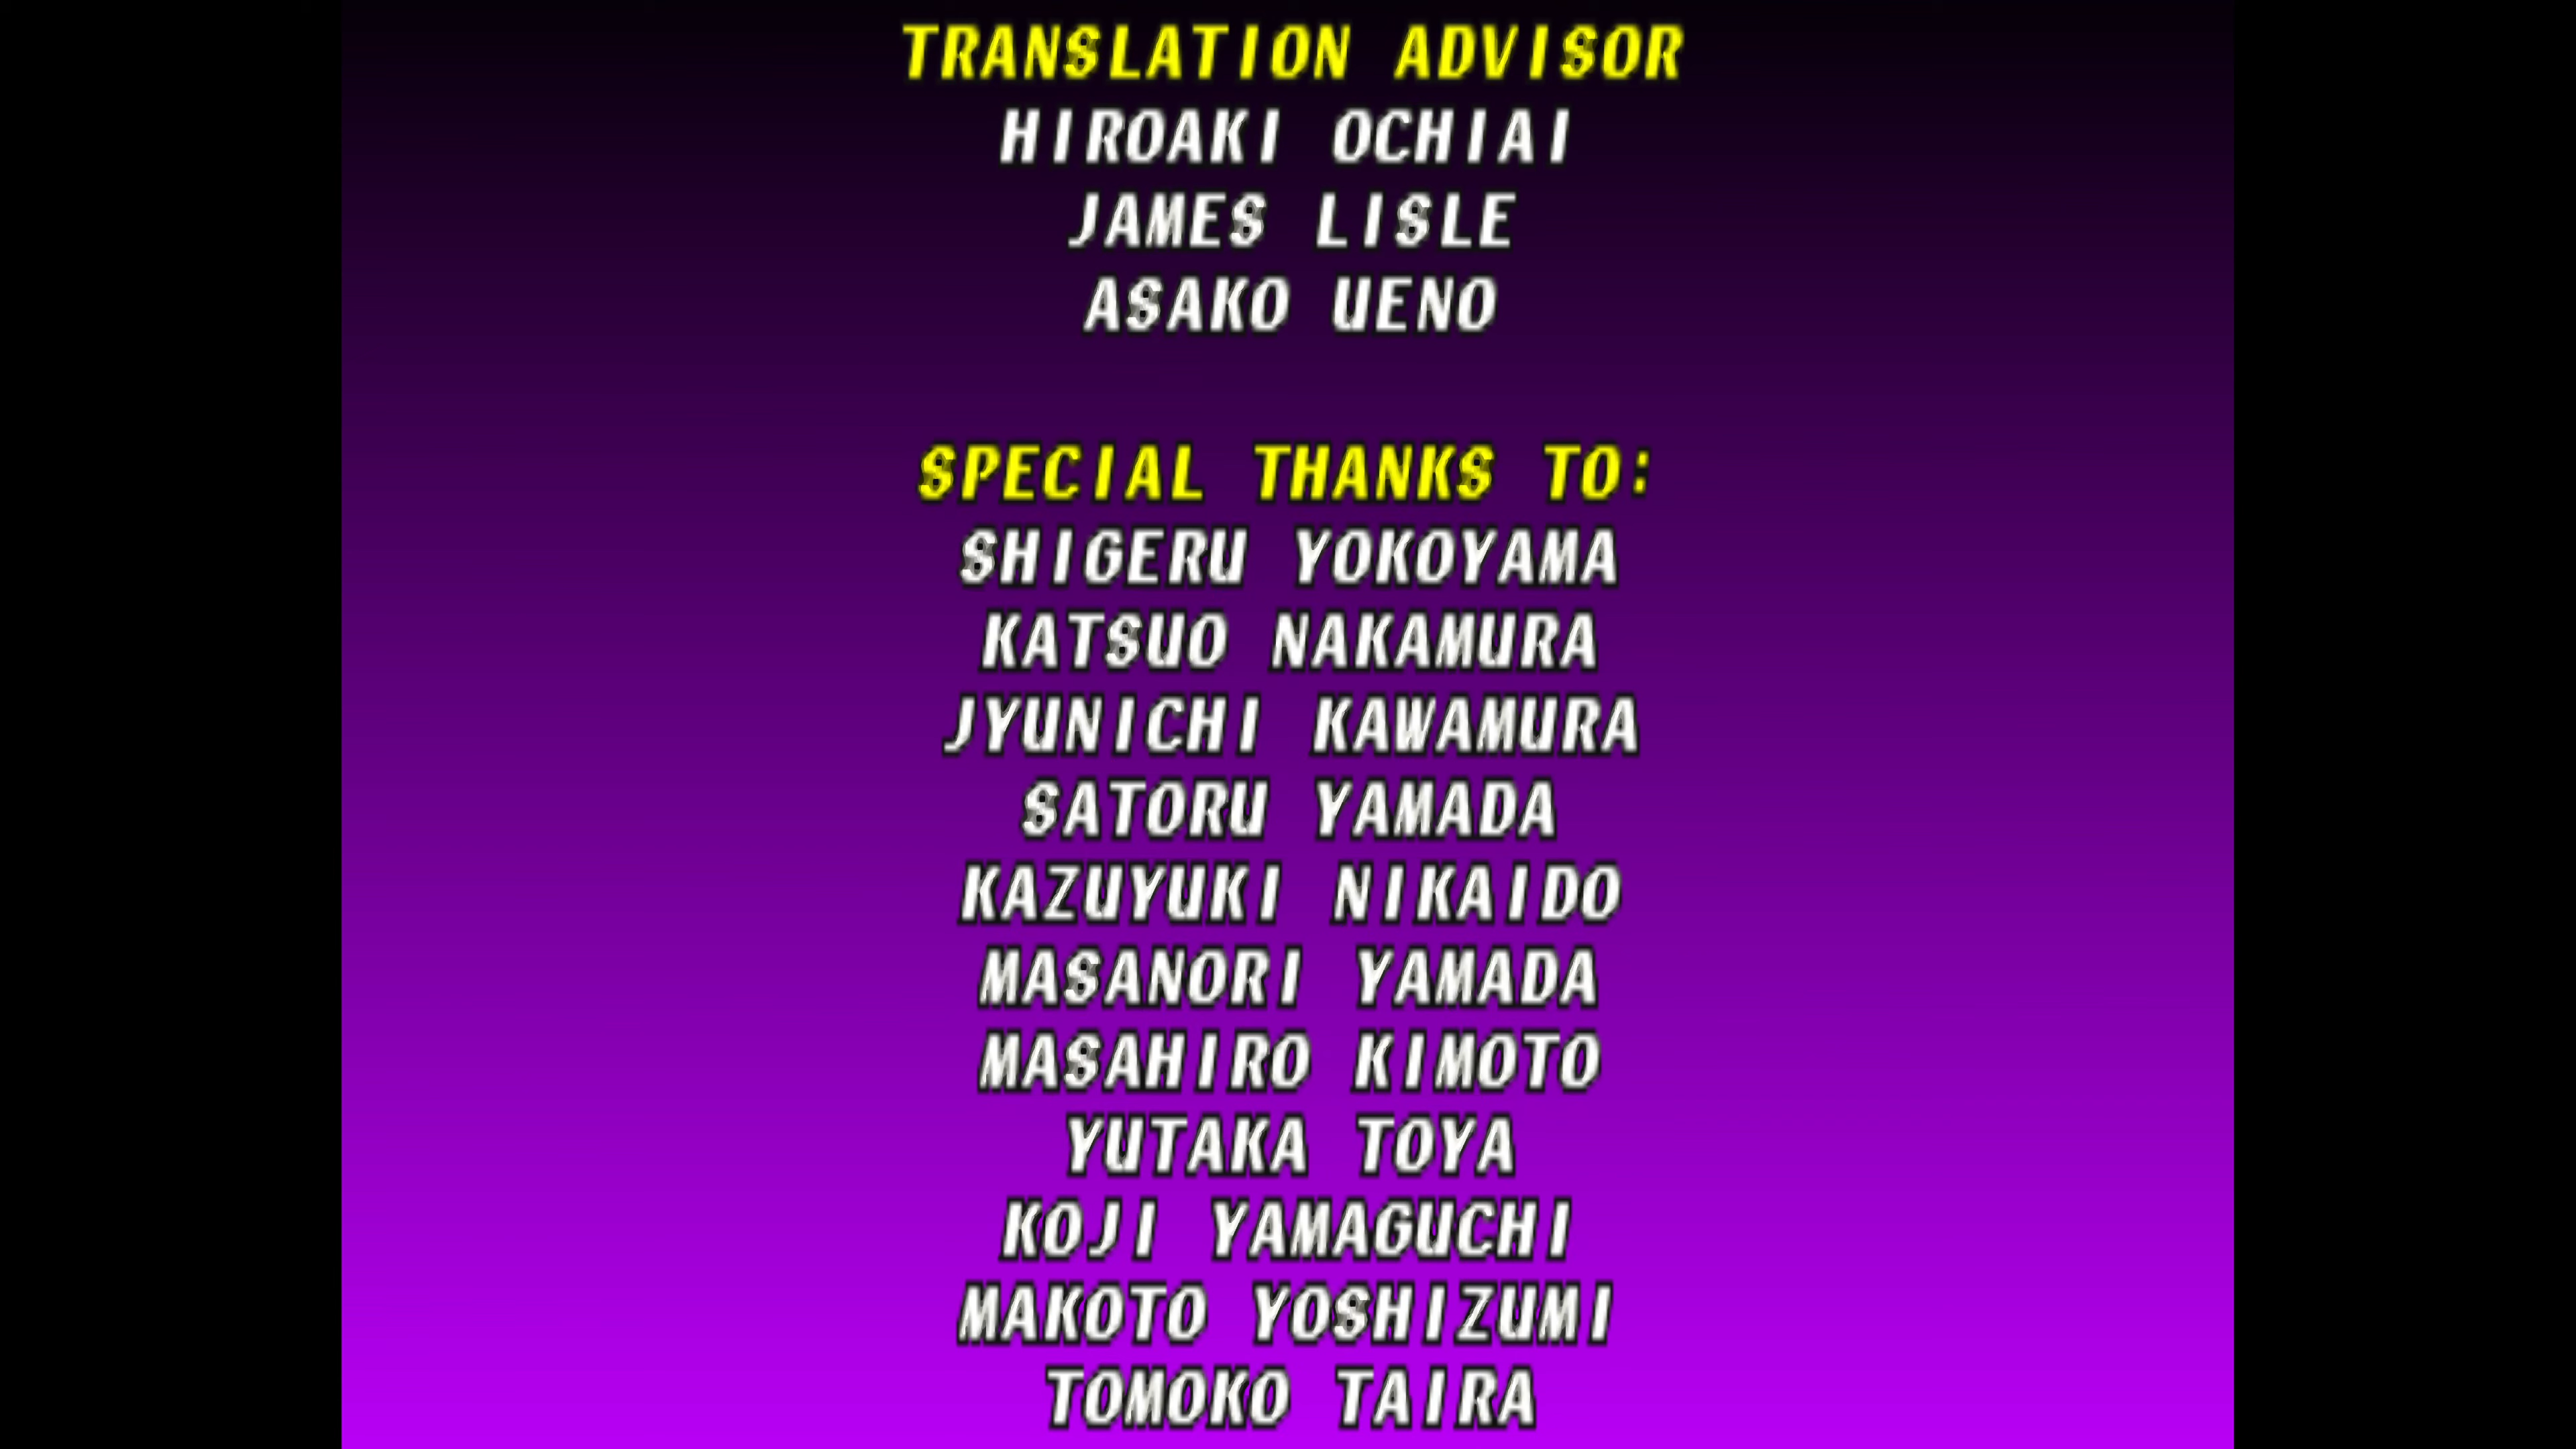 TRANSLATION ADVISOR
HIROAKI OCHIAI
JAMES LISLE
ASAKO UENO
SPECIAL THANKS TO:
SHIGERU YOKOYAMA
KATSUO NAKAMURA
JYUNICHI KAWAMURA
SATORU YAMADA
KAZUYUKI NIKAIDO
MASANORI YAMADA
MASAHIRO KIMOTO
YUTAKA TOYA
KOJI YAMAGUCHI
MAKOTO YOSHIZUMI
TOMOKO TAIRA